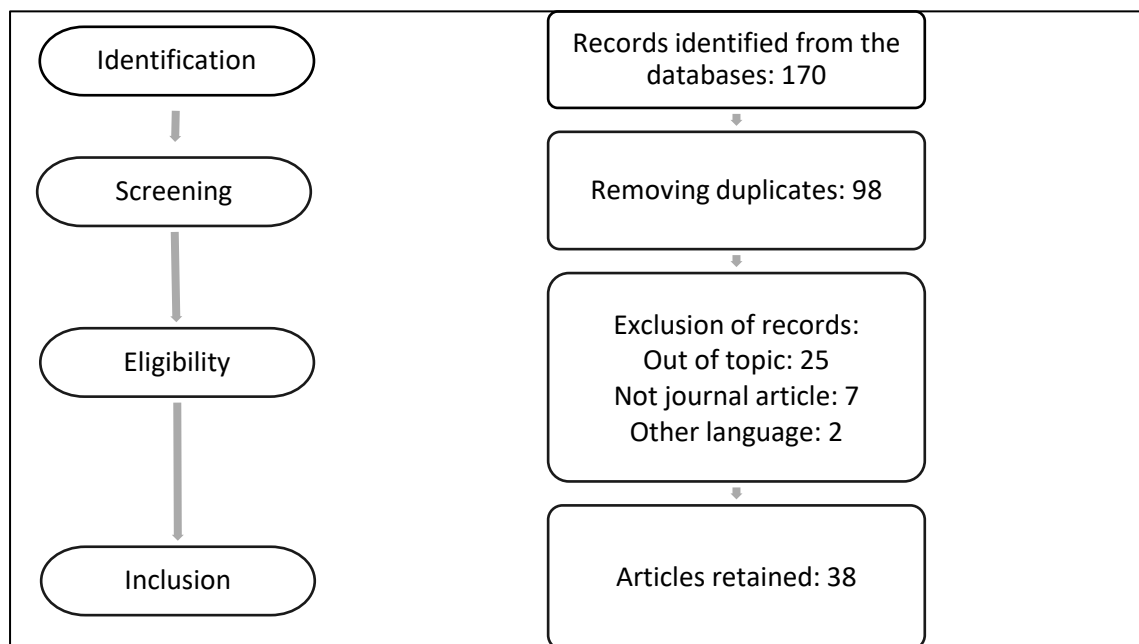 Identification
Records identified from the
databases: 170
Screening
Removing duplicates: 98
Eligibility
Exclusion of records:
Out of topic: 25
Not journal article: 7
Other language: 2
Inclusion
Articles retained: 38